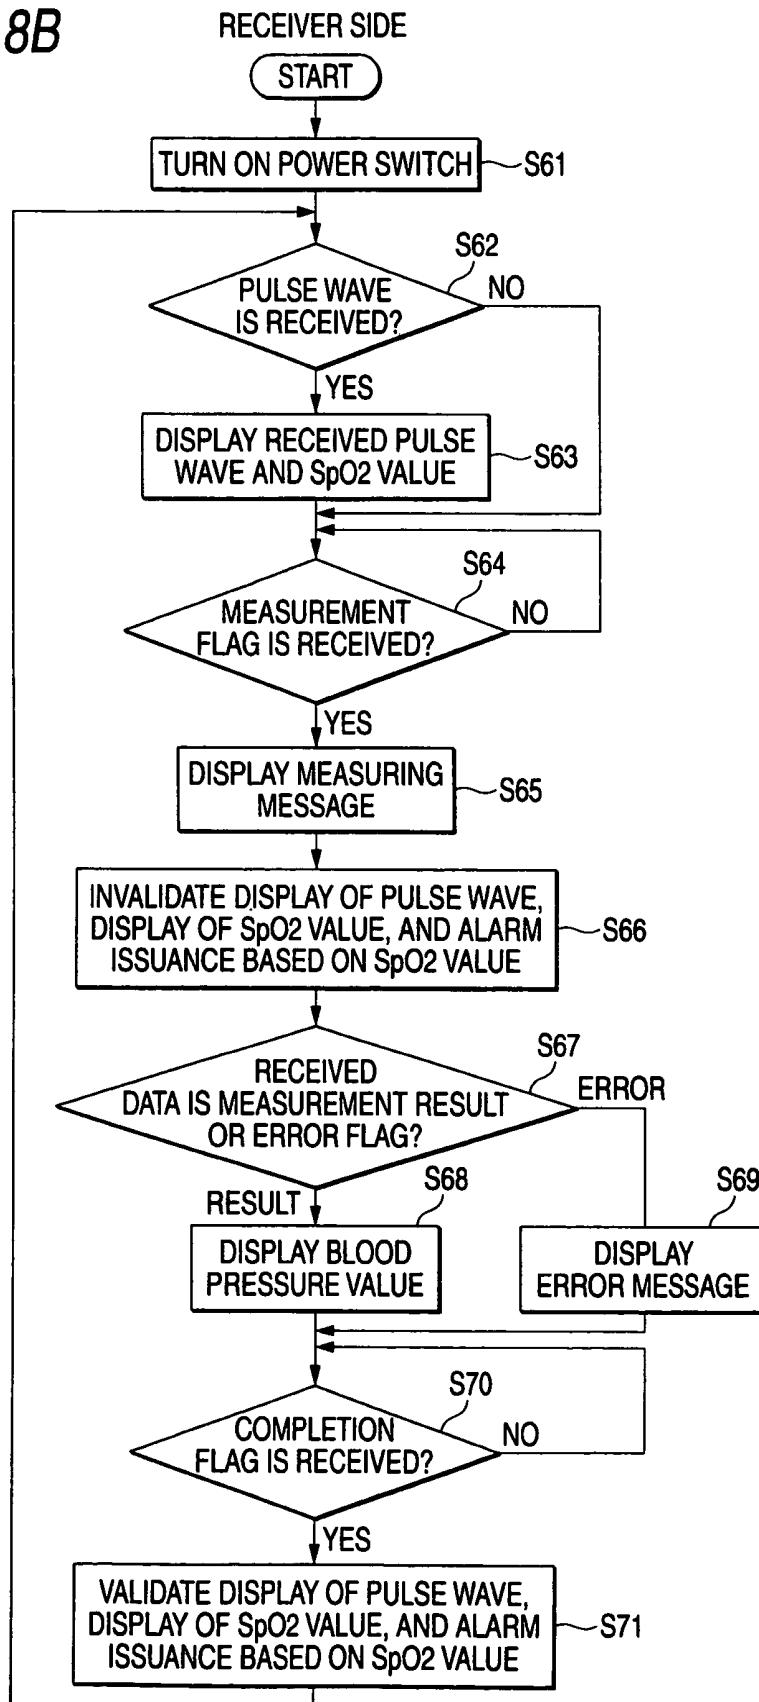 8B
RECEIVER SIDE
START
TURN ON POWER SWITCH
S61
S62
PULSE WAVE
IS RECEIVED?
NO
YES
DISPLAY RECEIVED PULSE
WAVE AND SpO2 VALUE
S63
S64
MEASUREMENT
FLAG IS RECEIVED?
NO
YES
DISPLAY MEASURING
MESSAGE
S65
INVALIDATE DISPLAY OF PULSE WAVE,
DISPLAY OF SpO2 VALUE, AND ALARM
ISSUANCE BASED ON SpO2 VALUE
S66
S67
RECEIVED
DATA IS MEASUREMENT RESULT
OR ERROR FLAG?
ERROR
RESULT
S68
DISPLAY BLOOD
PRESSURE VALUE
S69
DISPLAY
ERROR MESSAGE
S70
COMPLETION
FLAG IS RECEIVED?
NO
YES
VALIDATE DISPLAY OF PULSE WAVE,
DISPLAY OF SpO2 VALUE, AND ALARM
ISSUANCE BASED ON SpO2 VALUE
S71